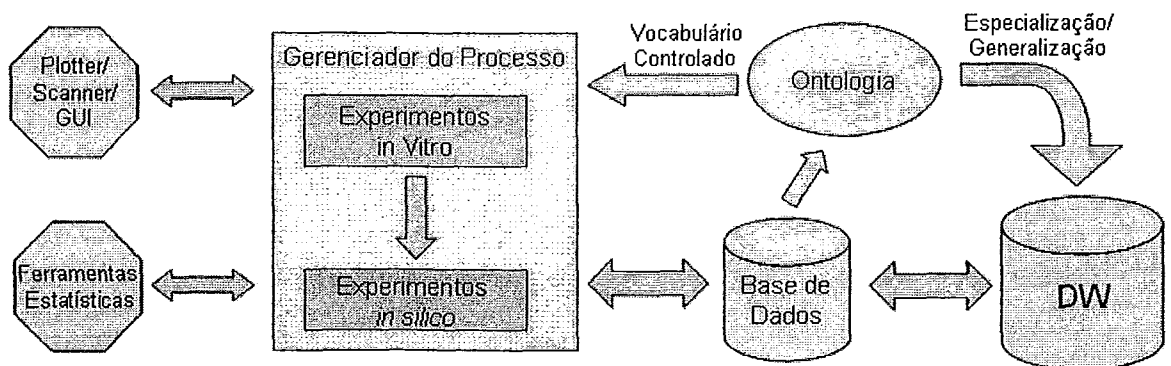 Plotter/
Scanner/
GUI
Gerenciador do Processo
Experimentos
in Vitro
Vocabulário
Controlado
Ontologia
Especialização/
Generalização
Ferramentas
Estatísticas
Experimentos
in silico
Base de
Dados
DW